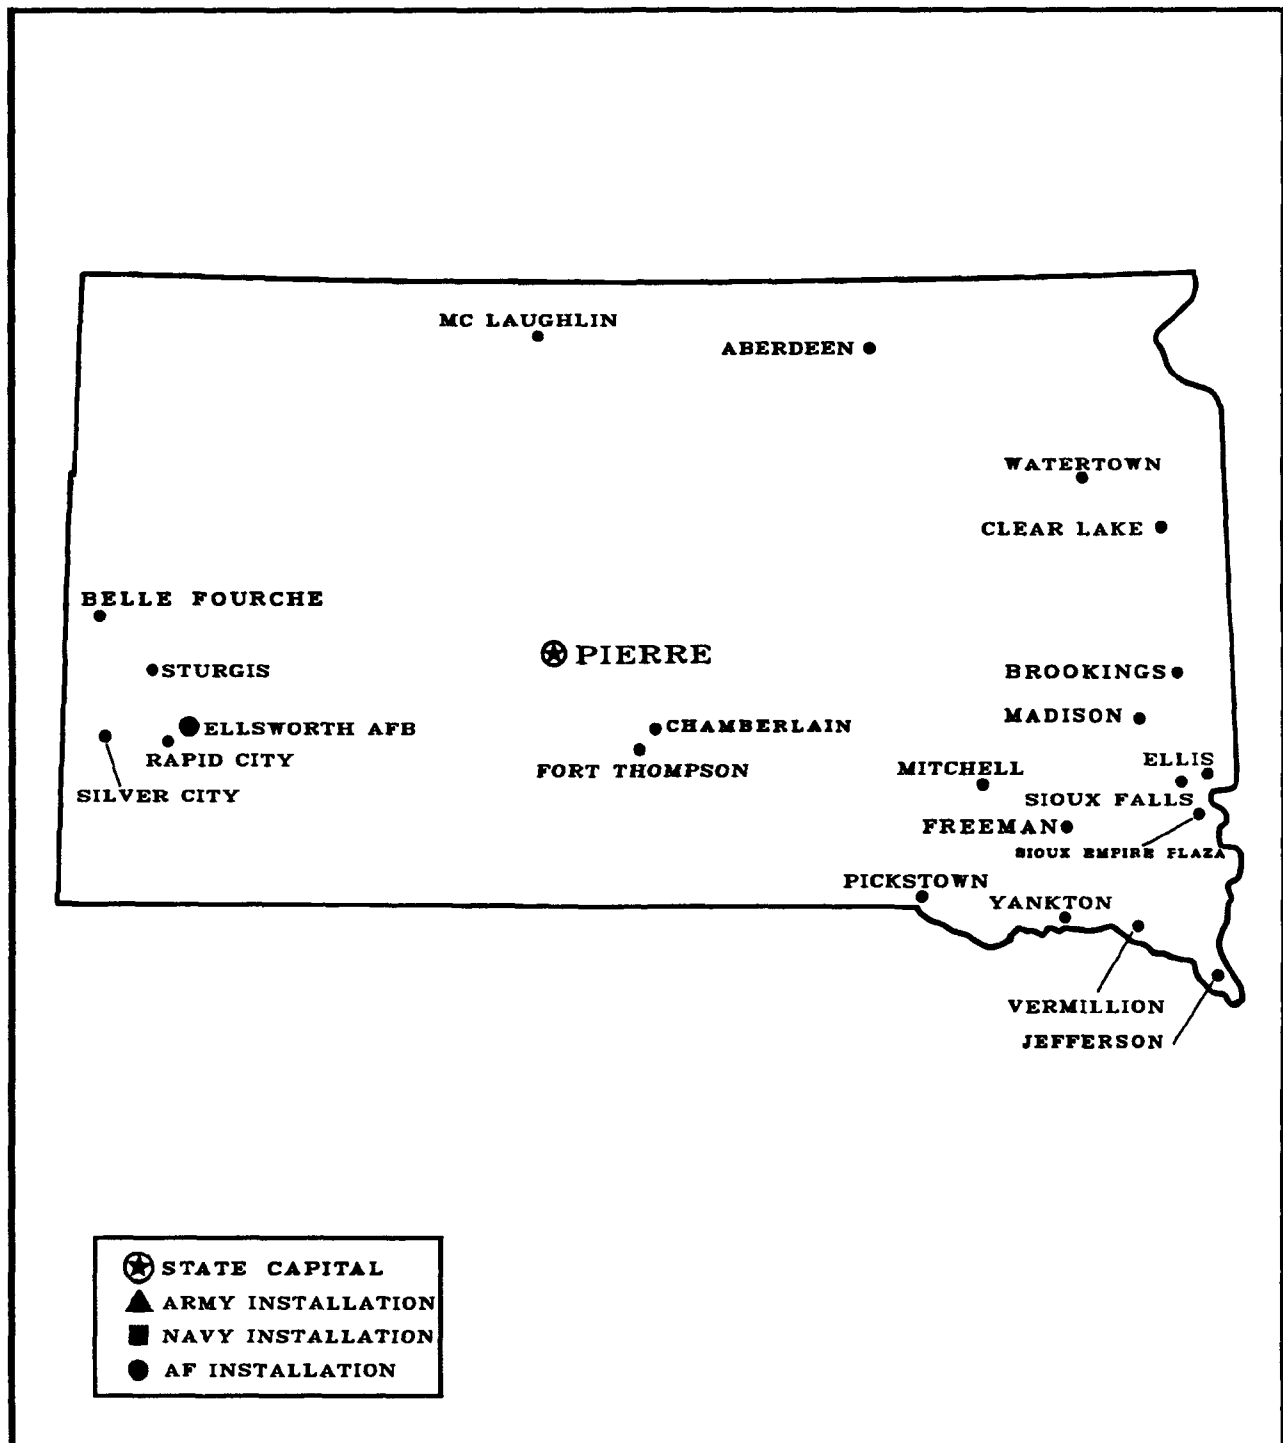 MC LAUGHLIN
ABERDEEN
WATERTOWN
CLEAR LAKE
BELLE FOURCHE
PIERRE
STURGIS
BROOKINGS
MADISON
ELLSWORTH AFB
CHAMBERLAIN
RAPID CITY
ELLIS
FORT THOMPSON
MITCHELL
SILVER CITY
SIOUX FALLS
FREEMAN
SIOUX EMPIRE PLAZA
PICKSTOWN
YANKTON
VERMILLION
JEFFERSON
STATE CAPITAL
ARMY INSTALLATION
NAVY INSTALLATION
AF INSTALLATION